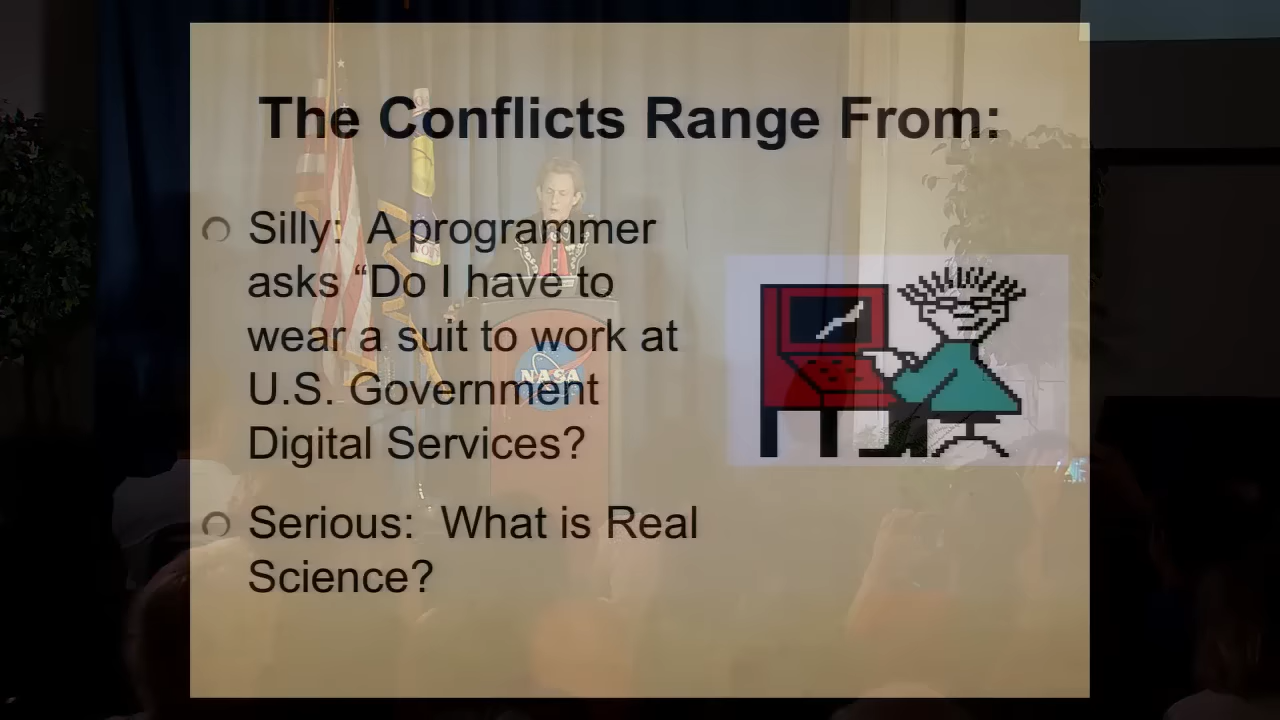 The Conflicts Range From:
Silly: A programmer
asks “Do I have to
wear a suit to work at
U.S. Government
Digital Services?
Serious: What is Real
Science?
NASA